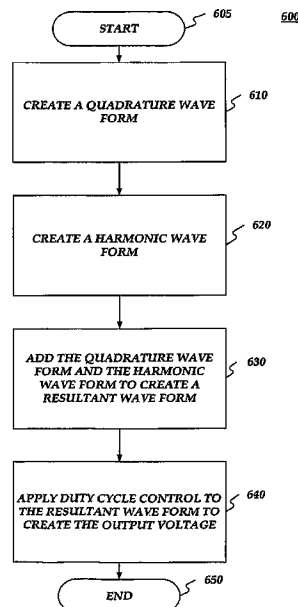 START
605
600
CREATE A QUADRATURE WAVE
FORM
610
CREATE A HARMONIC WAVE
FORM
620
ADD THE QUADRATURE WAVE
FORM AND THE HARMONIC
WAVE FORM TO CREATE A
RESULTANT WAVE FORM
630
APPLY DUTY CYCLE CONTROL TO
THE RESULTANT WAVE FORM TO
CREATE THE OUTPUT VOLTAGE
640
END
650